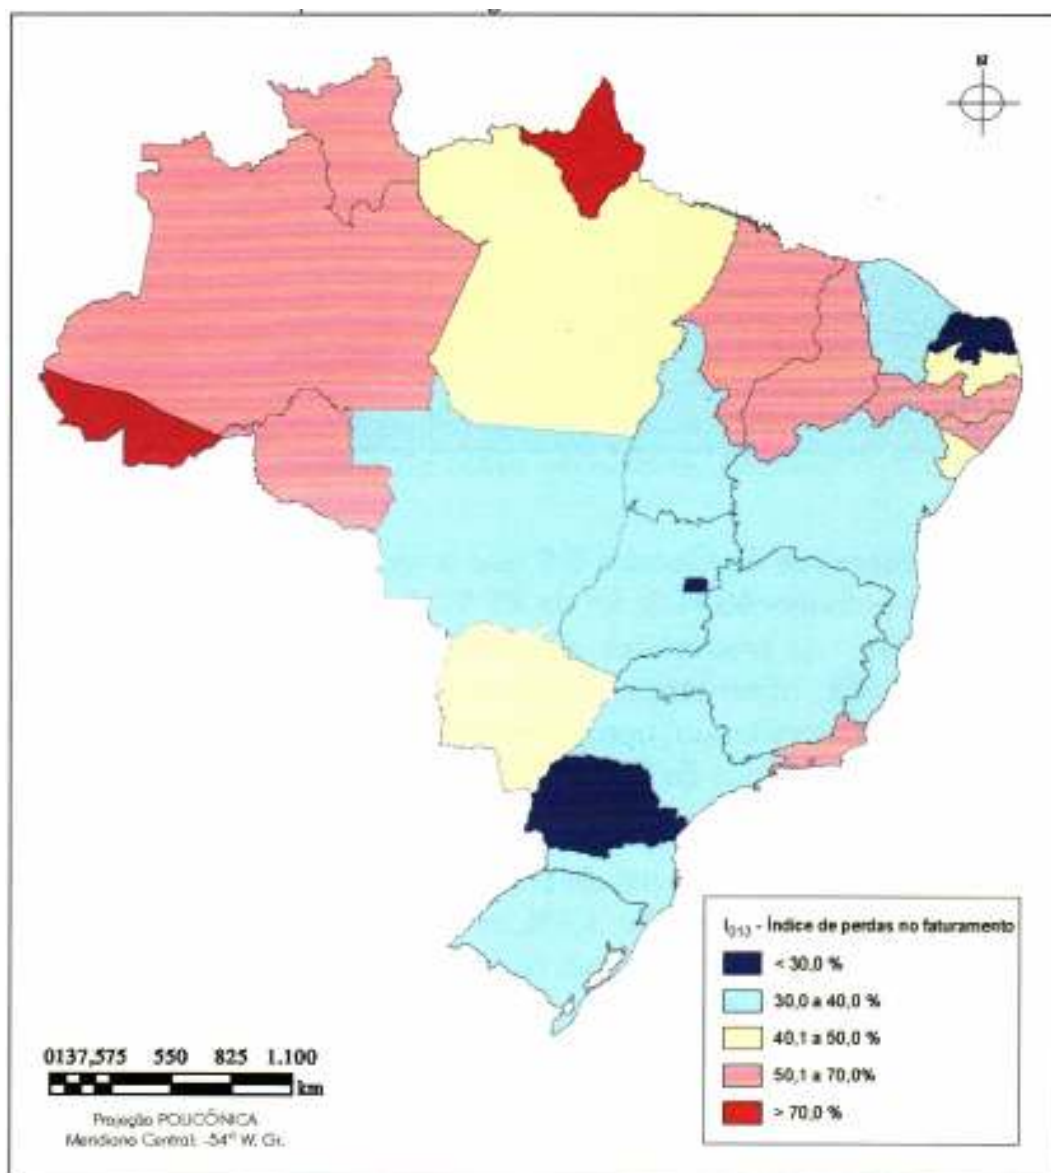 N
I013 - Índice de perdas no faturamento
< 30,0 %
30,0 a 40,0 %
40,1 a 50,0 %
50,1 a 70,0%
> 70,0 %
0137,575 550 825 1.100
km
Projeção POLICÔNICA
Meridiano Central: -54º W. Gr.